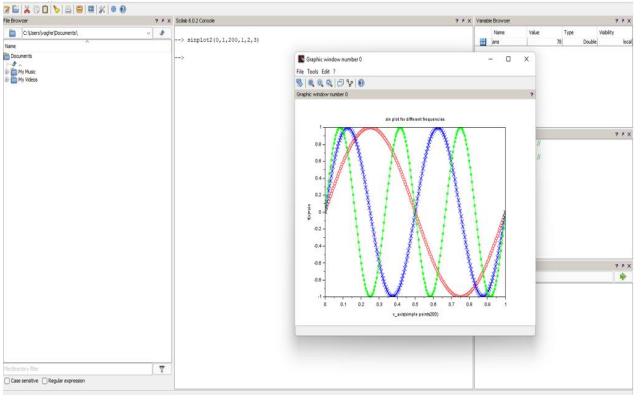 File Browser
Scilab 6.0.2 Console
Variable Browser
C:\Users\vaghe\Documents\
Name
Documents
..
My Music
My Videos
File/directory filter
Case sensitive
Regular expression
--> sinplot2(0,1,200,1,2,3)
-->
Name Value Type Visibility
ans Double local
Graphic window number 0
File Tools Edit ?
Graphic window number 0
?
sin plot for different frequencies
1
0.8
0.6
0.4
0.2
0
-0.2
-0.4
-0.6
-0.8
-1
0 0.1 0.2 0.3 0.4 0.5 0.6 0.7 0.8 0.9 1
//
//